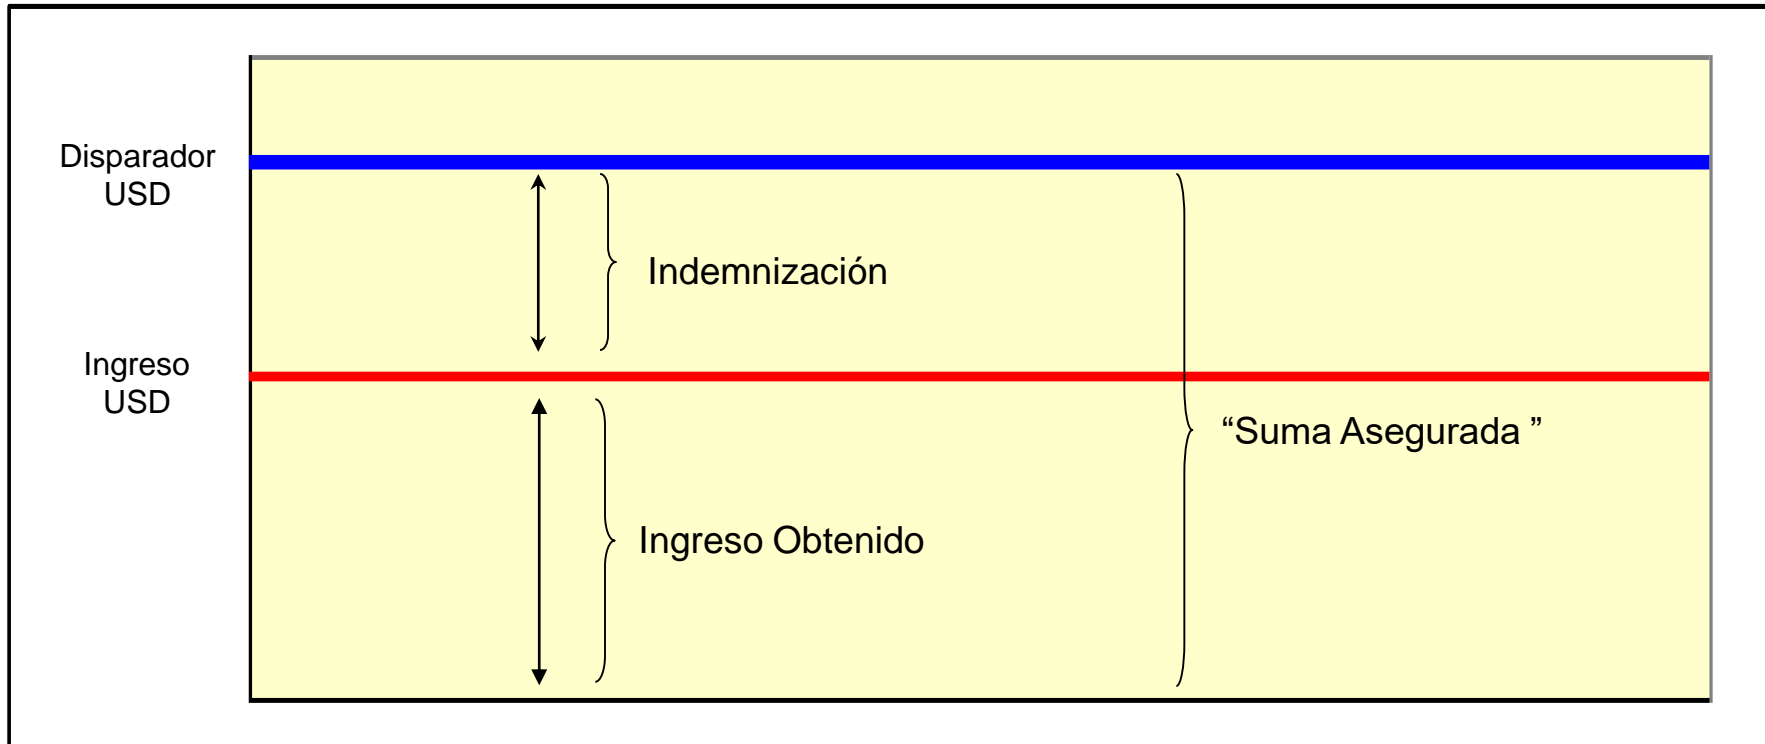 Disparador
USD
Indemnización
Ingreso
USD
“Suma Asegurada ”
Ingreso Obtenido